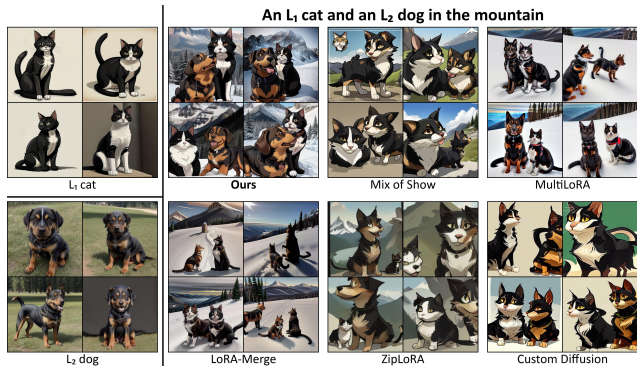 An L₁ cat and an L₂ dog in the mountain
L₁ cat
Ours
Mix of Show
MultiLoRA
L₂ dog
LoRA-Merge
ZipLoRA
Custom Diffusion